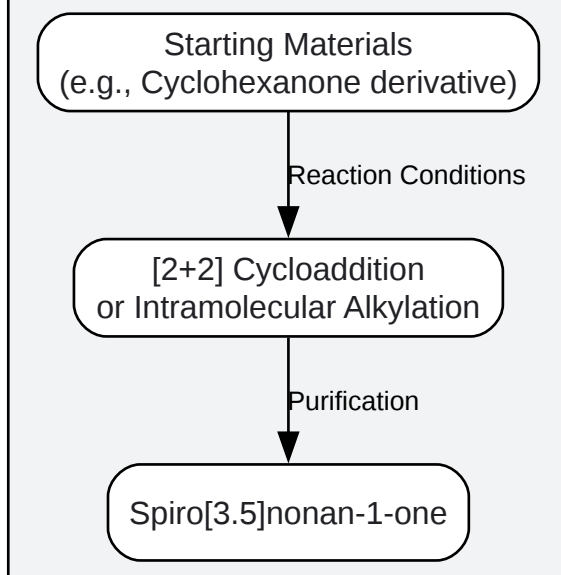 Starting Materials
(e.g., Cyclohexanone derivative)
Reaction Conditions
[2+2] Cycloaddition
or Intramolecular Alkylation
Purification
Spiro[3.5]nonan-1-one